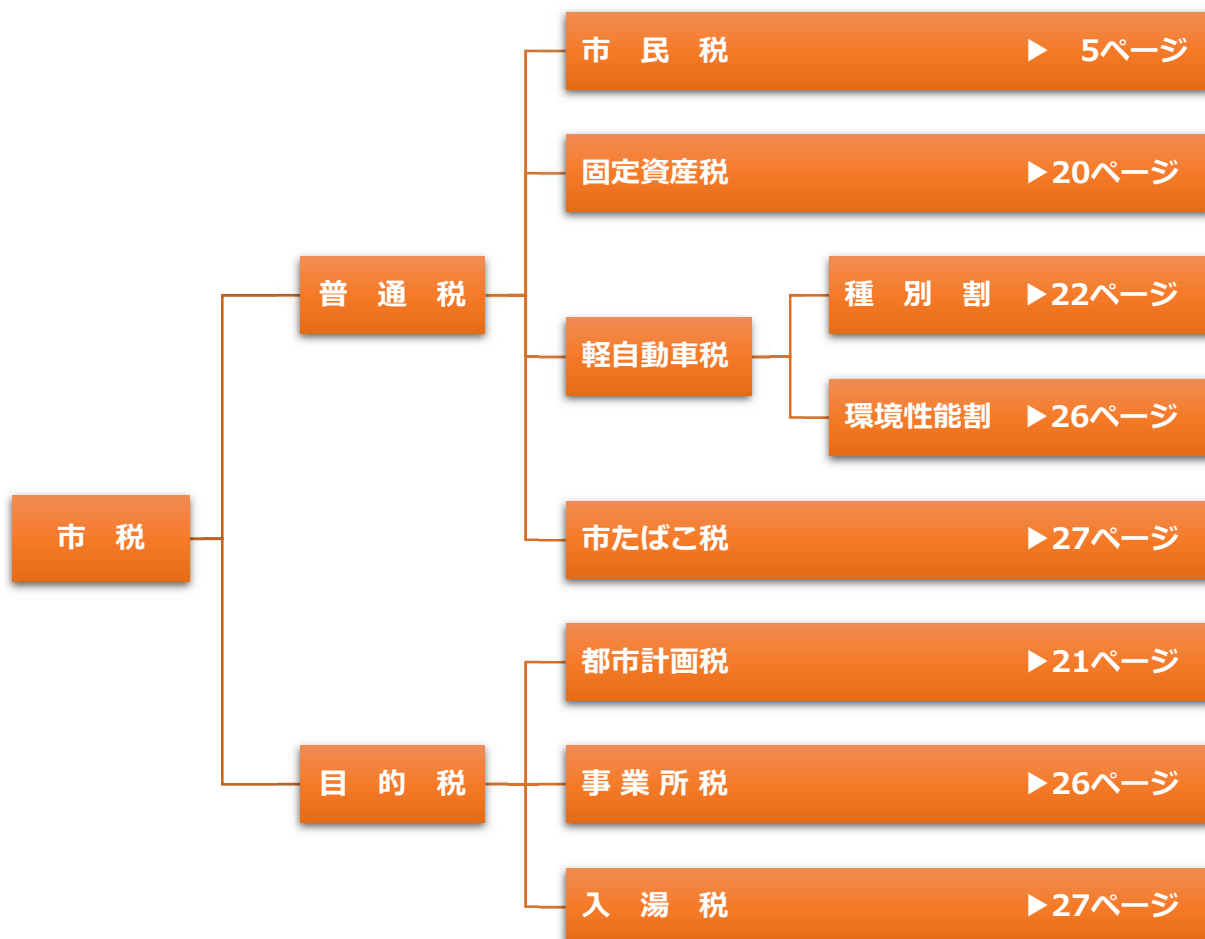 市　民　税　▶　5ページ
固定資産税　▶20ページ
普　通　税
種　別　割　▶22ページ
軽自動車税
環境性能割　▶26ページ
市　税
市たばこ税　▶27ページ
都市計画税　▶21ページ
目　的　税
事 業 所 税　▶26ページ
入　湯　税　▶27ページ